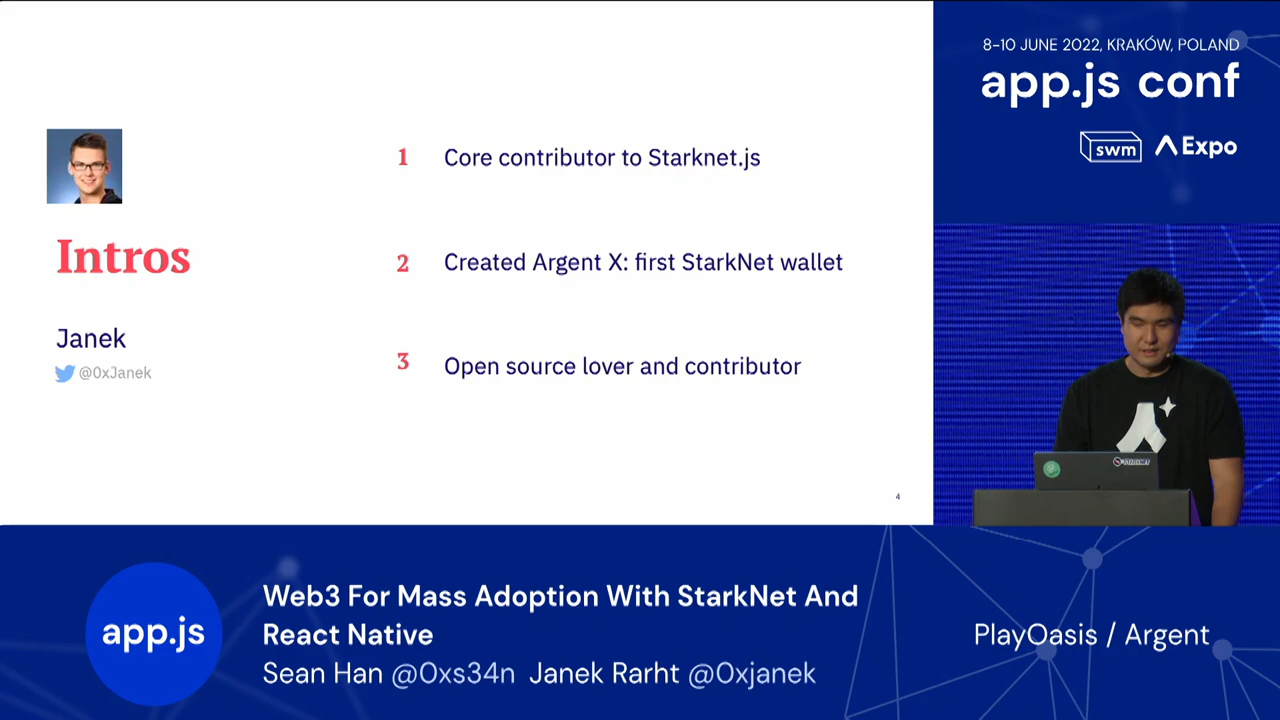 1 Core contributor to Starknet.js
Intros
2 Created Argent X: first StarkNet wallet
Janek
@0xJanek
3 Open source lover and contributor
4
8–10 JUNE 2022, KRAKÓW, POLAND
app.js conf
swm Expo
STARKNET
app.js
Web3 For Mass Adoption With StarkNet And
React Native
Sean Han @0xs34n Janek Rarht @0xjanek
PlayOasis / Argent